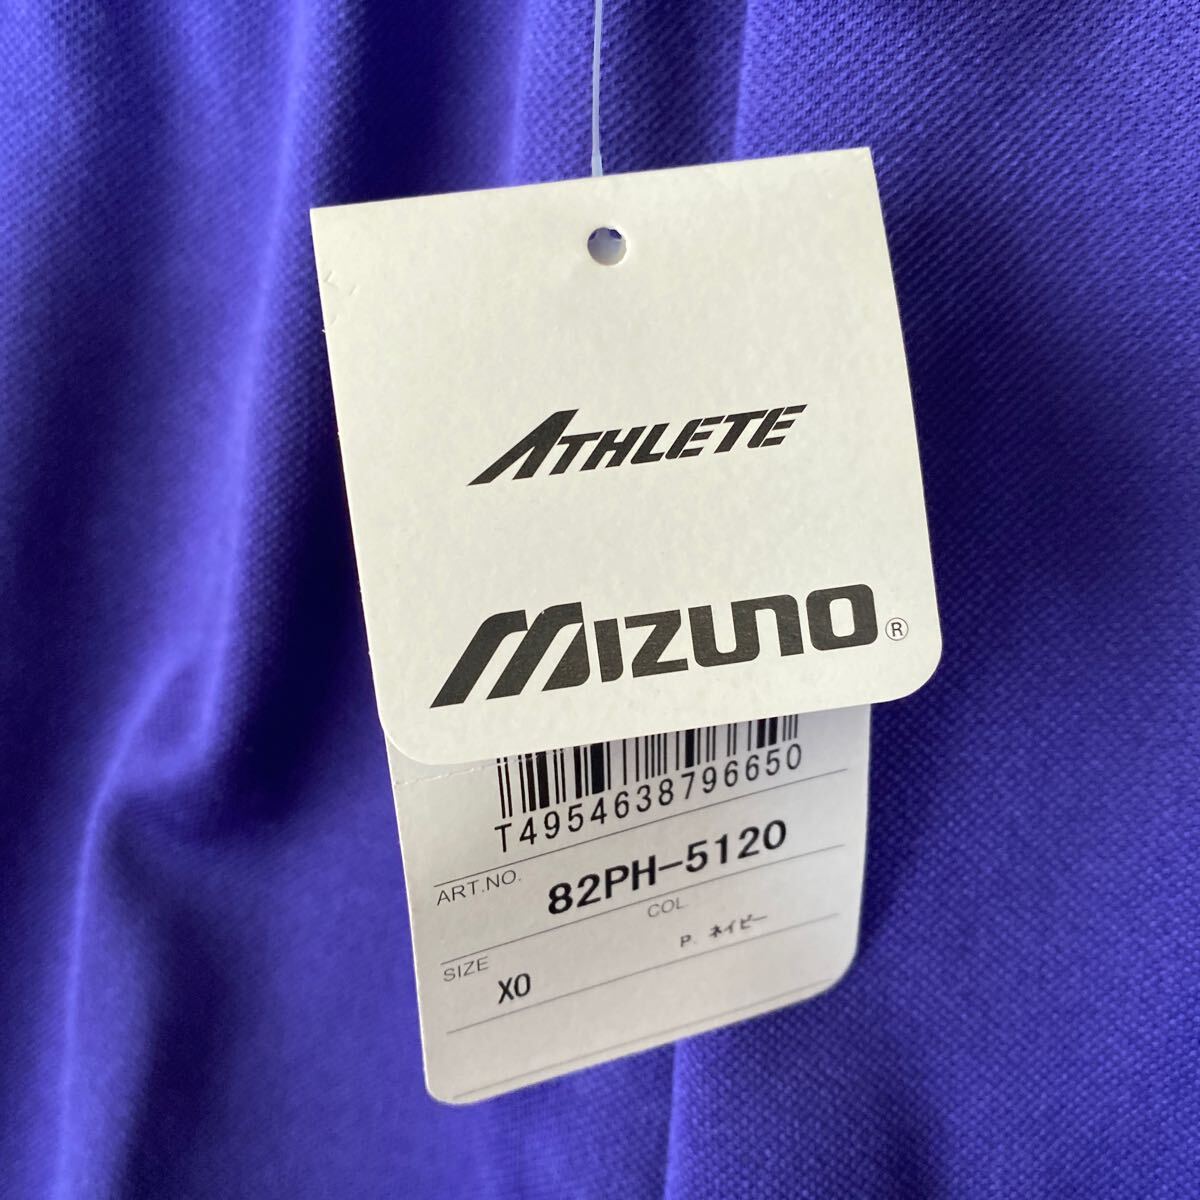 ATHLETE
MIZUNO®
T4954638796650
ART.NO. 82PH-5120
COL.
P. ネイビー
SIZE
XO